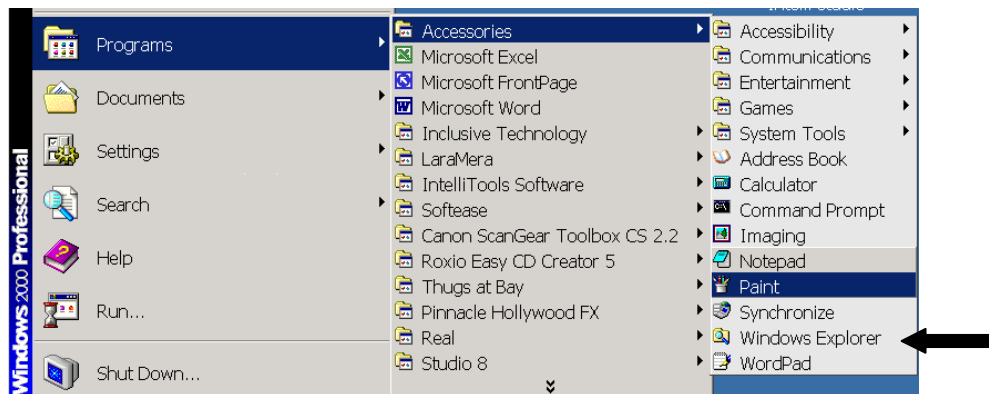 Windows 2000 Professional
Programs
Documents
Settings
Search
Help
Run...
Shut Down...
Accessories
Microsoft Excel
Microsoft FrontPage
Microsoft Word
Inclusive Technology
LaraMera
IntelliTools Software
Softease
Canon ScanGear Toolbox CS 2.2
Roxio Easy CD Creator 5
Thugs at Bay
Pinnacle Hollywood FX
Real
Studio 8
Accessibility
Communications
Entertainment
Games
System Tools
Address Book
Calculator
Command Prompt
Imaging
Notepad
Paint
Synchronize
Windows Explorer
WordPad